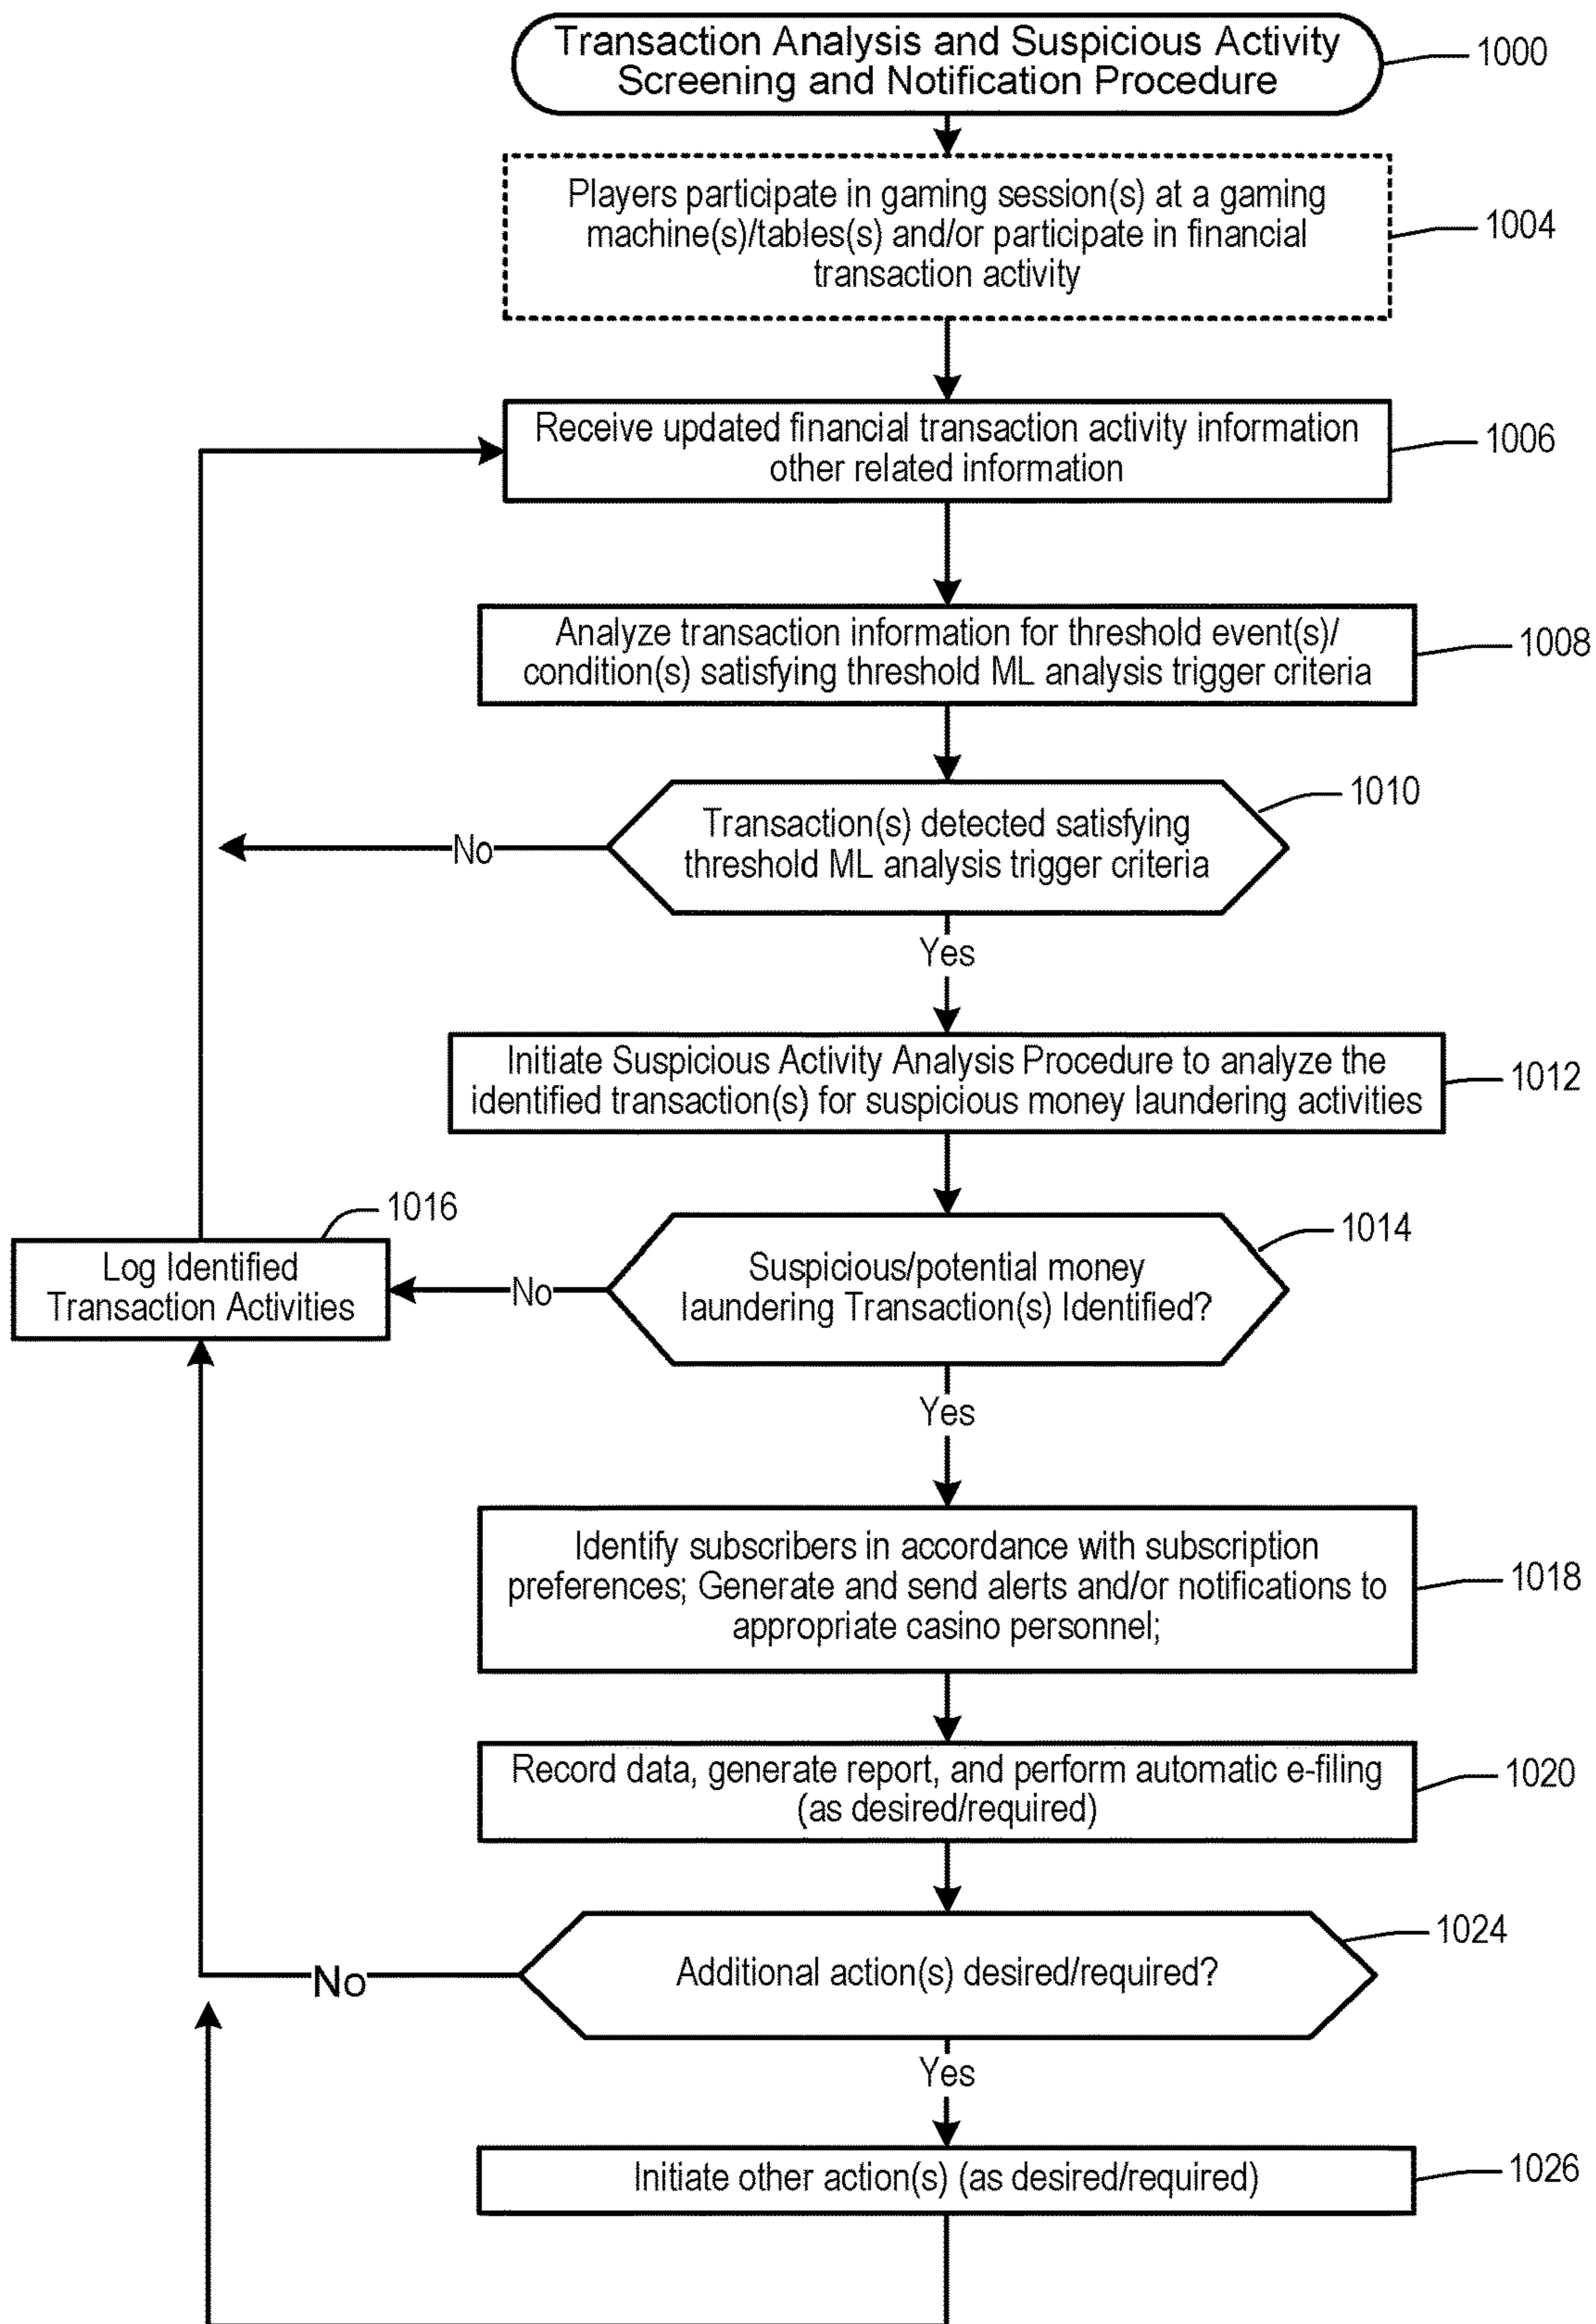 Transaction Analysis and Suspicious Activity
Screening and Notification Procedure
1000
Players participate in gaming session(s) at a gaming
machine(s)/tables(s) and/or participate in financial
transaction activity
1004
Receive updated financial transaction activity information
other related information
1006
Analyze transaction information for threshold event(s)/
condition(s) satisfying threshold ML analysis trigger criteria
1008
Transaction(s) detected satisfying
threshold ML analysis trigger criteria
1010
No
Yes
Initiate Suspicious Activity Analysis Procedure to analyze the
identified transaction(s) for suspicious money laundering activities
1012
Log Identified
Transaction Activities
1016
No
Suspicious/potential money
laundering Transaction(s) Identified?
1014
Yes
Identify subscribers in accordance with subscription
preferences; Generate and send alerts and/or notifications to
appropriate casino personnel;
1018
Record data, generate report, and perform automatic e-filing
(as desired/required)
1020
Additional action(s) desired/required?
1024
No
Yes
Initiate other action(s) (as desired/required)
1026